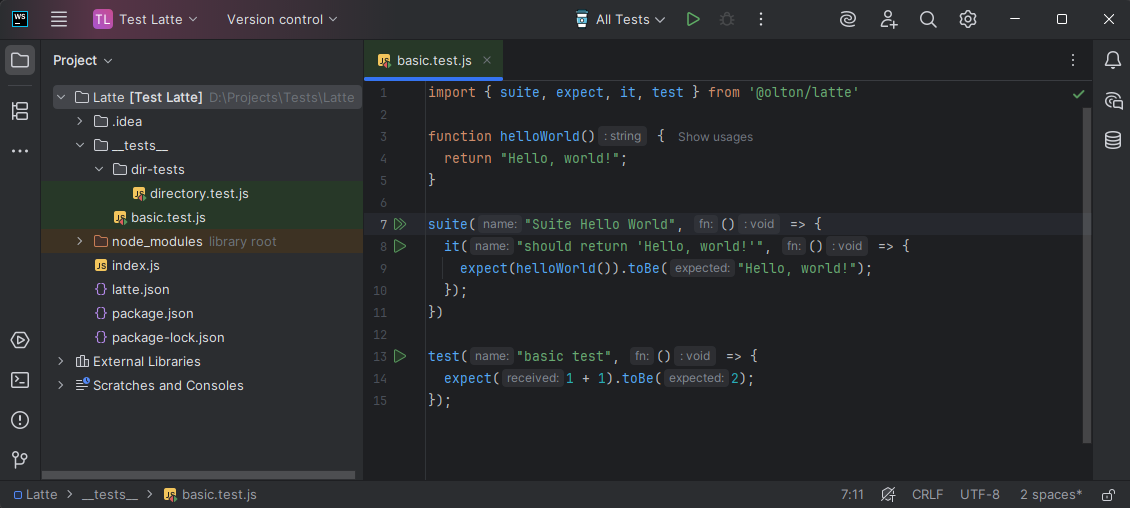 WS
TL Test Latte Version control All Tests
Project
basic.test.js
Latte [Test Latte] D:\Projects\Tests\Latte
.idea
__tests__
dir-tests
JS directory.test.js
JS basic.test.js
node_modules library root
JS index.js
{} latte.json
{} package.json
{} package-lock.json
External Libraries
Scratches and Consoles
1 import { suite, expect, it, test } from '@olton/latte'
2
3 function helloWorld() : string { Show usages
4 return "Hello, world!";
5 }
6
7 suite( name: "Suite Hello World", fn: () : void => {
8 it( name: "should return 'Hello, world!'", fn: () : void => {
9 expect(helloWorld()).toBe( expected: "Hello, world!");
10 });
11 })
12
13 test( name: "basic test", fn: () : void => {
14 expect( received: 1 + 1).toBe( expected: 2);
15 });
Latte > __tests__ > JS basic.test.js
7:11 CRLF UTF-8 2 spaces*